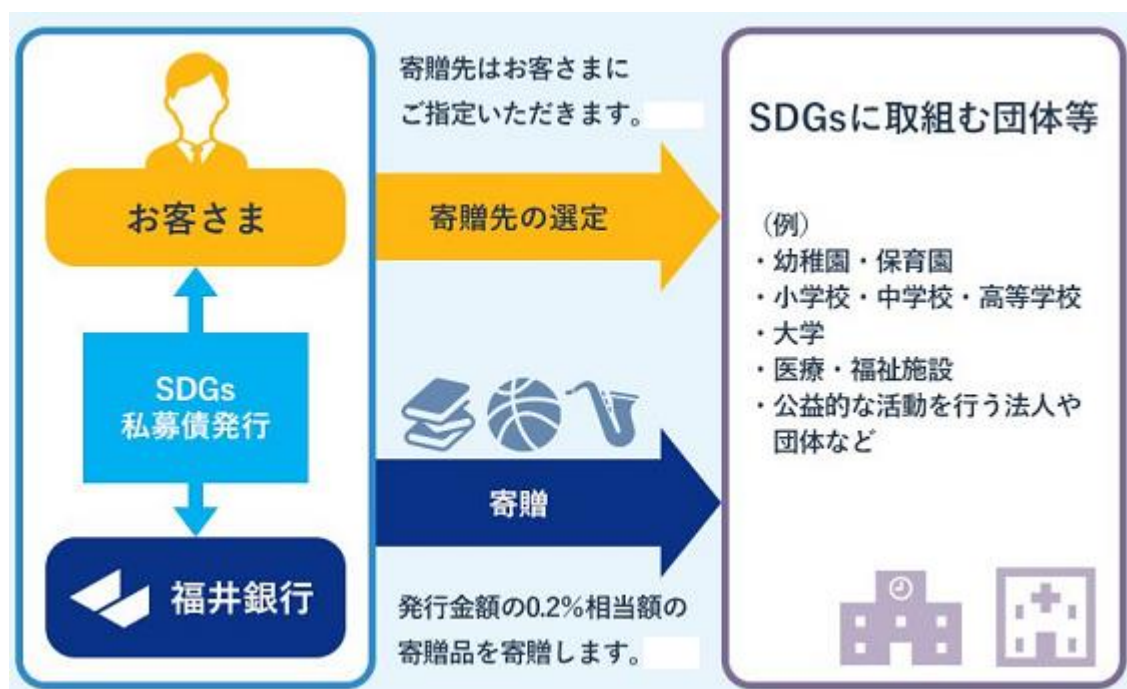 お客さま
SDGs
私募債発行
福井銀行
寄贈先はお客さまに
ご指定いただきます。
寄贈先の選定
寄贈
発行金額の0.2%相当額の
寄贈品を寄贈します。
SDGsに取組む団体等
（例）
・幼稚園・保育園
・小学校・中学校・高等学校
・大学
・医療・福祉施設
・公益的な活動を行う法人や
団体など